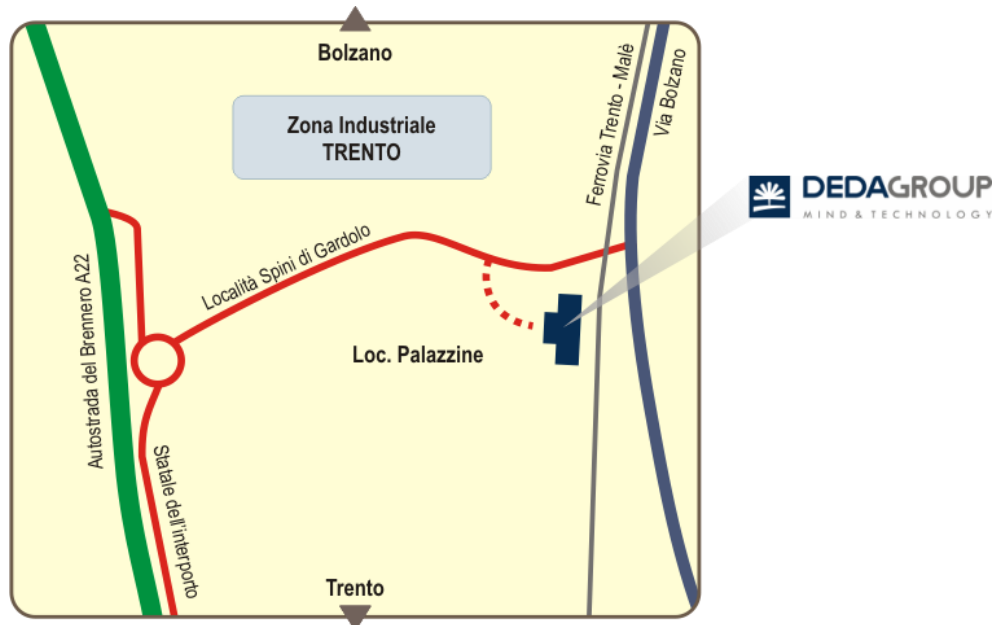 Bolzano
Zona Industriale
TRENTO
Ferrovia Trento - Malè
Via Bolzano
DEDAGROUP
MIND & TECHNOLOGY
Località Spini di Gardolo
Autostrada del Brennero A22
Loc. Palazzine
Statale dell'interporto
Trento